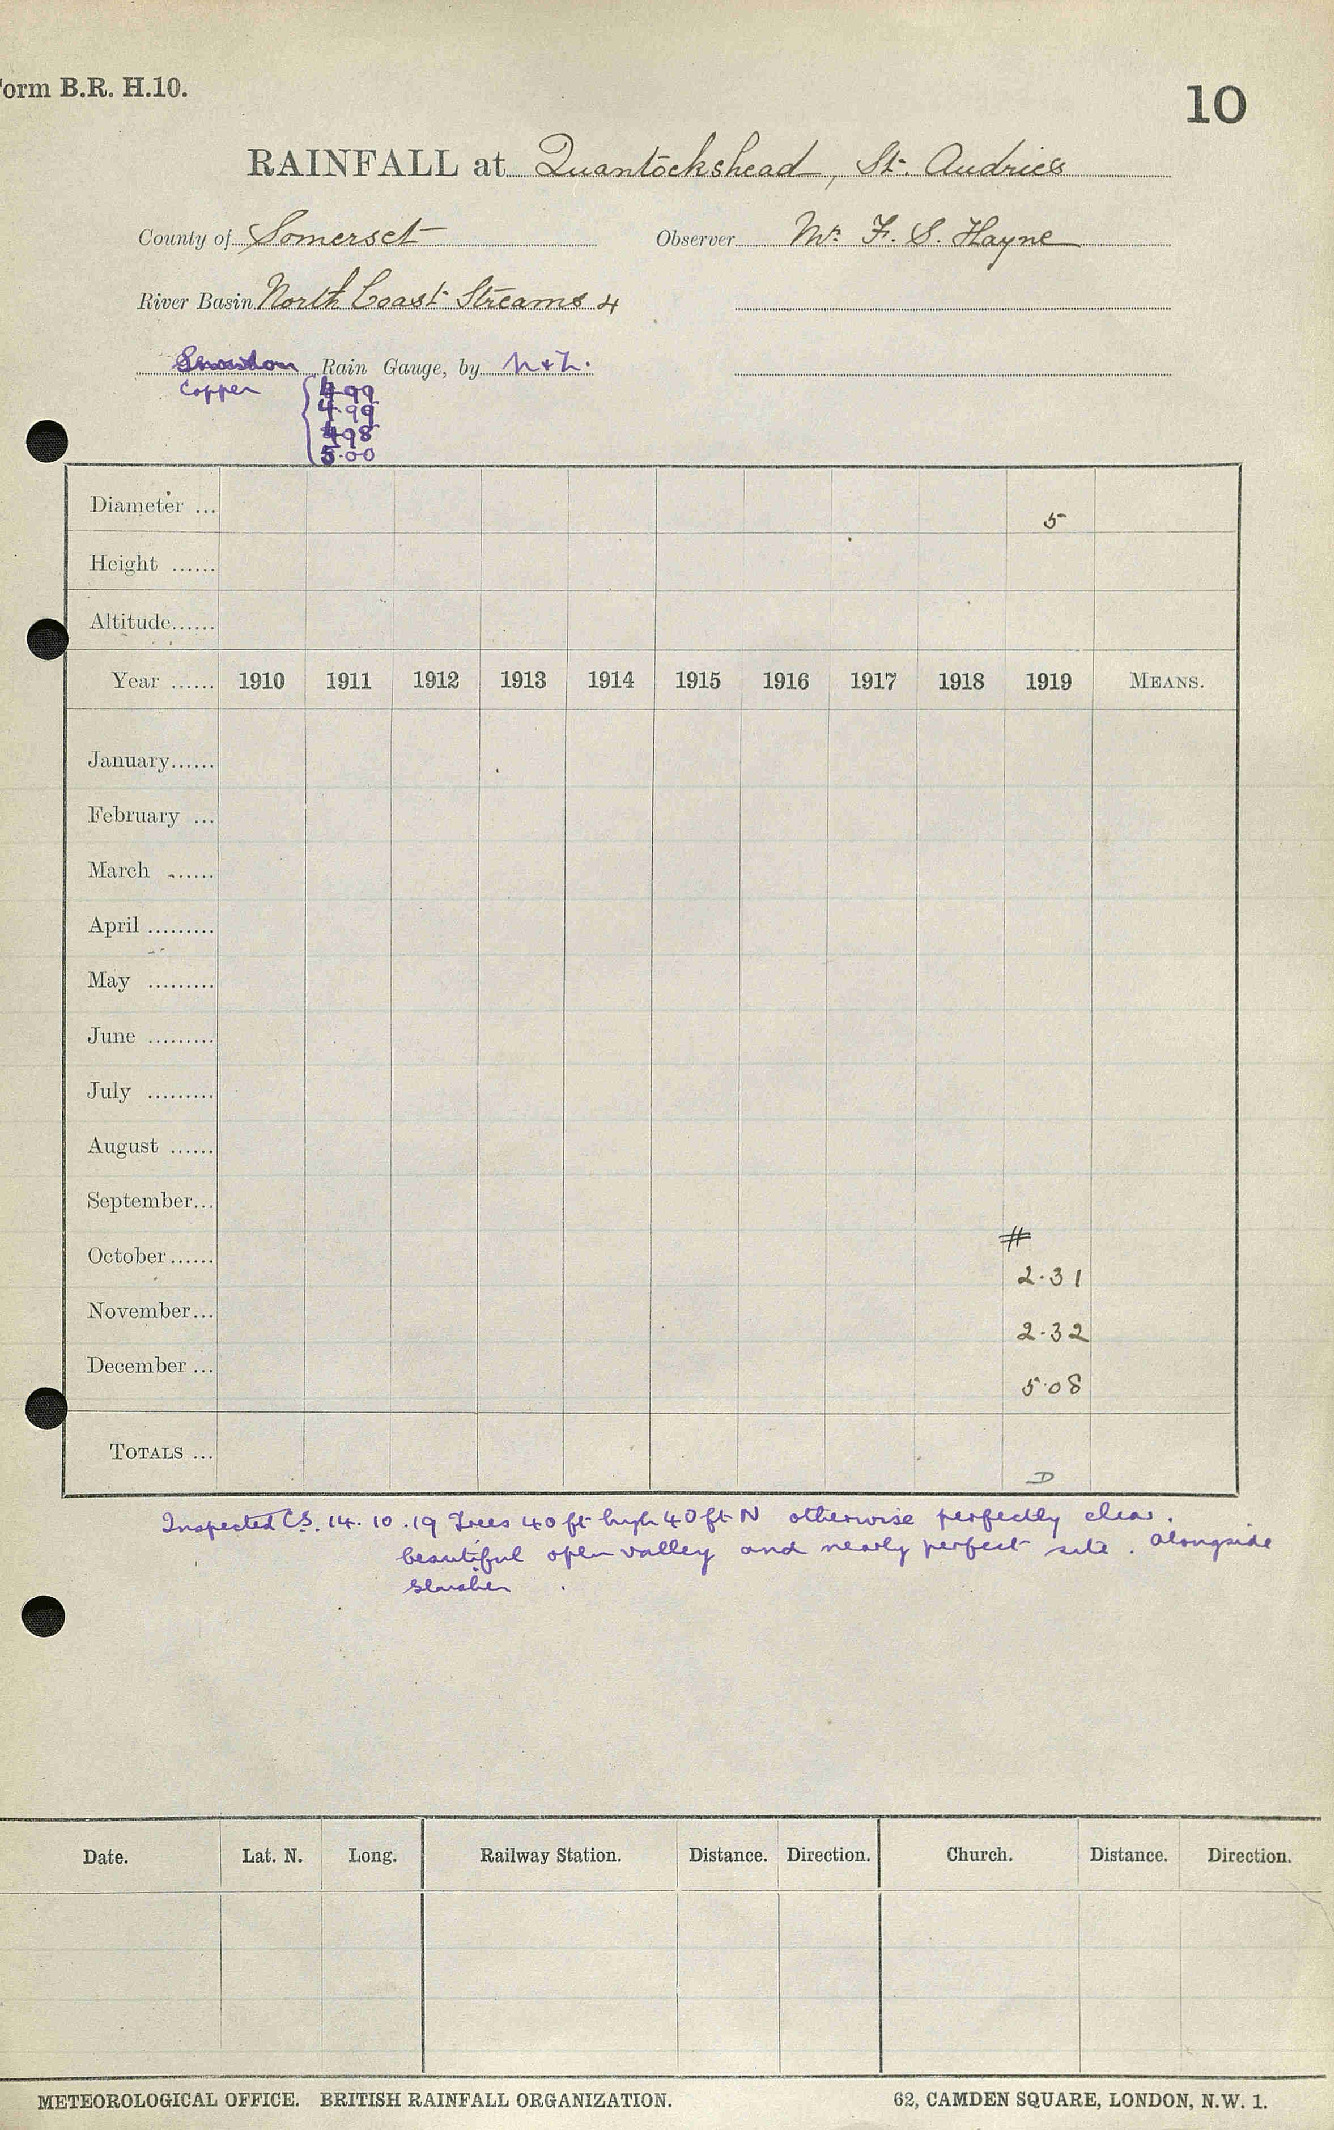 Form B.R. H.10.
10
RAINFALL at Quantockshead, St. Audries
County of Somerset Observer Mr. F. S. Hayne
River Basin North Coast Streams 4
Snowdon Rain Gauge, by N+Z.
Copper
4.99
4.99
4.98
5.00
Diameter ... 5
Height ......
Altitude......
Year ...... 1910 1911 1912 1913 1914 1915 1916 1917 1918 1919 MEANS.
January......
February ...
March ......
April .........
May .........
June .........
July .........
August ......
September...
#
October...... 2.31
November... 2.32
December ... 5.08
TOTALS ... D
Inspected C.S. 14.10.19 Trees 40 ft high 40 ft N otherwise perfectly clear.
beautiful open valley and nearly perfect site. Alongside
Date. Lat. N. Long. Railway Station. Distance. Direction. Church. Distance. Direction.
METEOROLOGICAL OFFICE. BRITISH RAINFALL ORGANIZATION. 62, CAMDEN SQUARE, LONDON, N.W. 1.